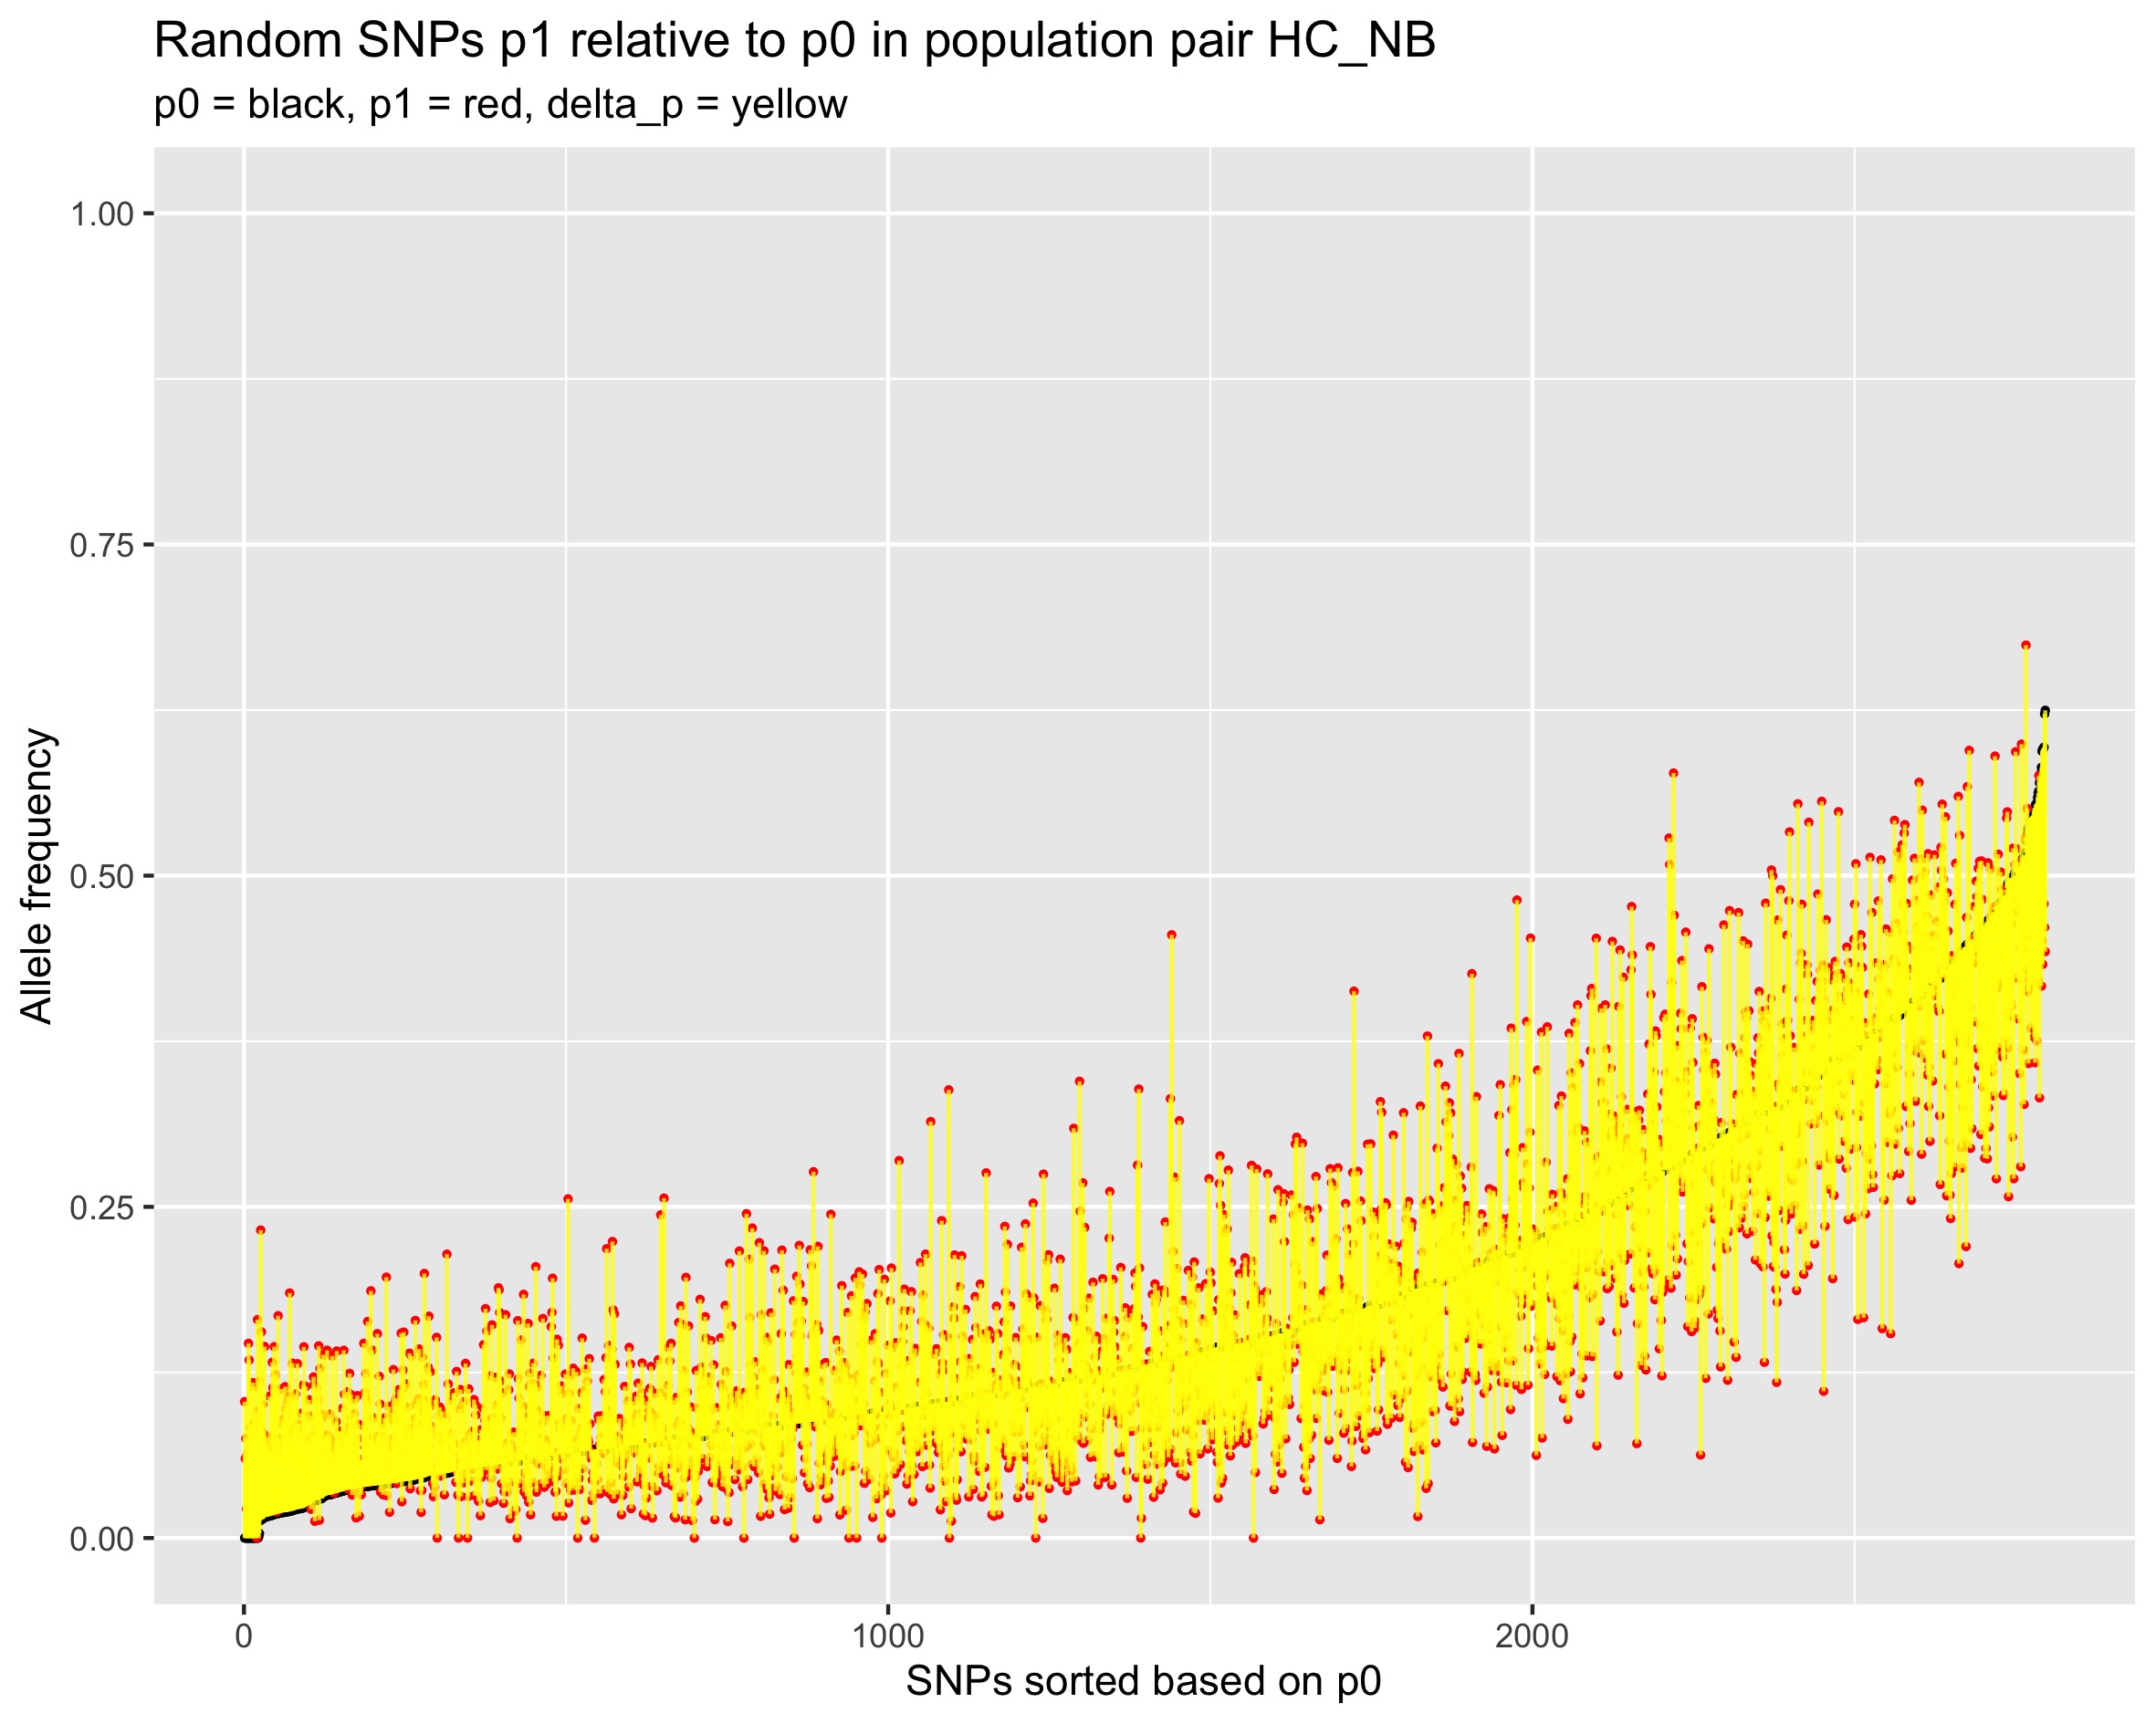 Random SNPs p1 relative to p0 in population pair HC_NB
p0 = black, p1 = red, delta_p = yellow
1.00
0.75
0.50
0.25
0.00
Allele frequency
0 1000 2000
SNPs sorted based on p0